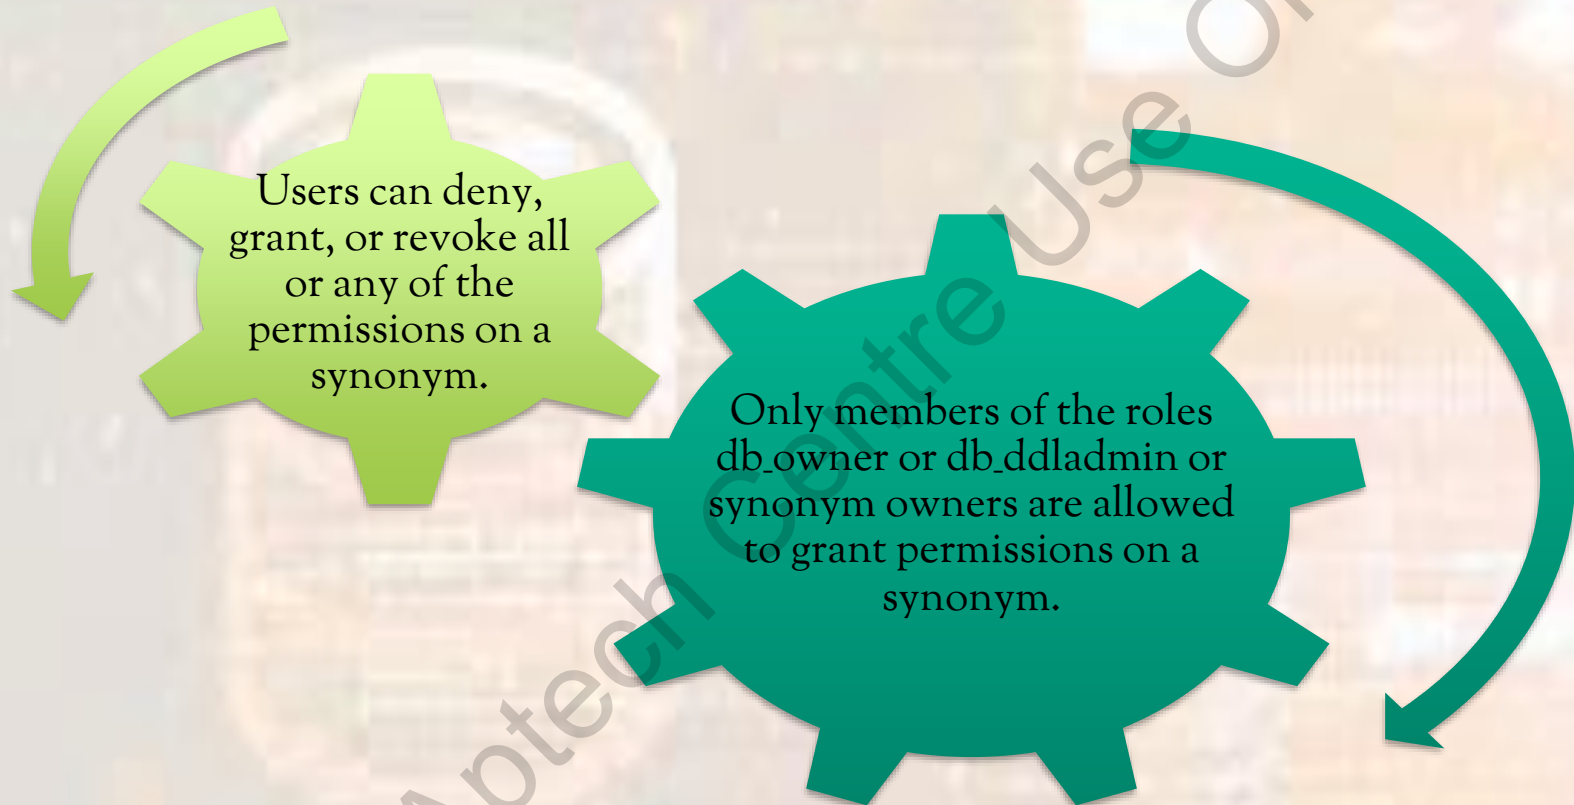 Users can deny,
grant, or revoke all
or any of the
permissions on a
synonym.
Only members of the roles
db_owner or db_ddladmin or
synonym owners are allowed
to grant permissions on a
synonym.
Aptech Centre Use